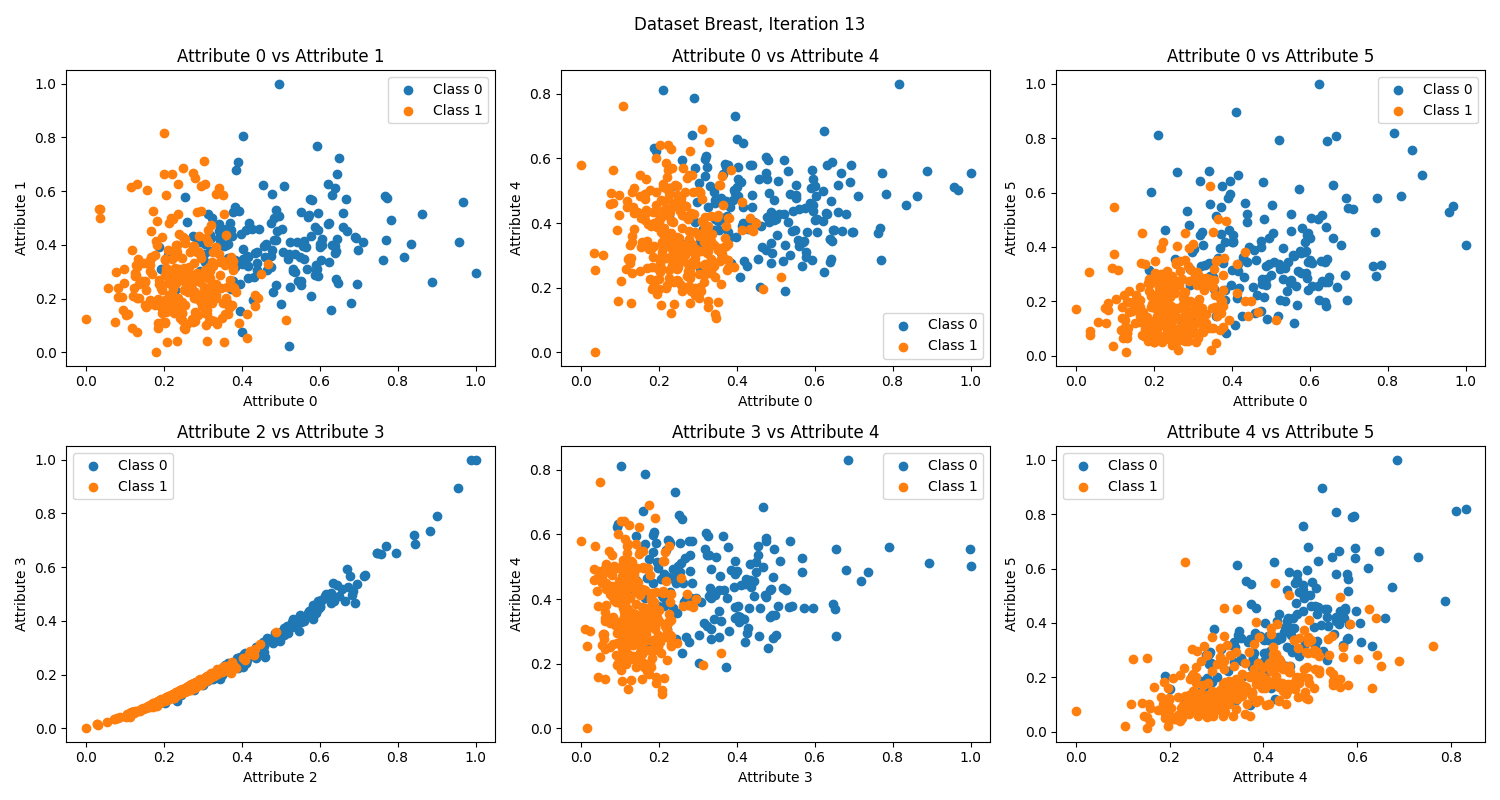 Dataset Breast, Iteration 13
Attribute 0 vs Attribute 1
Class 0
Class 1
1.0
0.8
0.6
0.4
0.2
0.0
Attribute 1
0.0 0.2 0.4 0.6 0.8 1.0
Attribute 0
Attribute 0 vs Attribute 4
Class 0
Class 1
0.8
0.6
0.4
0.2
0.0
Attribute 4
0.0 0.2 0.4 0.6 0.8 1.0
Attribute 0
Attribute 0 vs Attribute 5
Class 0
Class 1
1.0
0.8
0.6
0.4
0.2
0.0
Attribute 5
0.0 0.2 0.4 0.6 0.8 1.0
Attribute 0
Attribute 2 vs Attribute 3
Class 0
Class 1
1.0
0.8
0.6
0.4
0.2
0.0
Attribute 3
0.0 0.2 0.4 0.6 0.8 1.0
Attribute 2
Attribute 3 vs Attribute 4
Class 0
Class 1
0.8
0.6
0.4
0.2
0.0
Attribute 4
0.0 0.2 0.4 0.6 0.8 1.0
Attribute 3
Attribute 4 vs Attribute 5
Class 0
Class 1
1.0
0.8
0.6
0.4
0.2
0.0
Attribute 5
0.0 0.2 0.4 0.6 0.8
Attribute 4